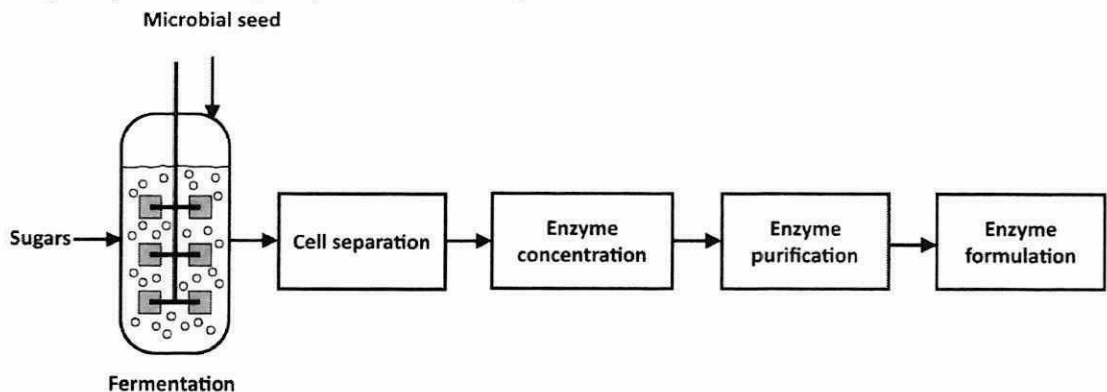 Microbial seed
Sugars
Cell separation
Enzyme
concentration
Enzyme
purification
Enzyme
formulation
Fermentation